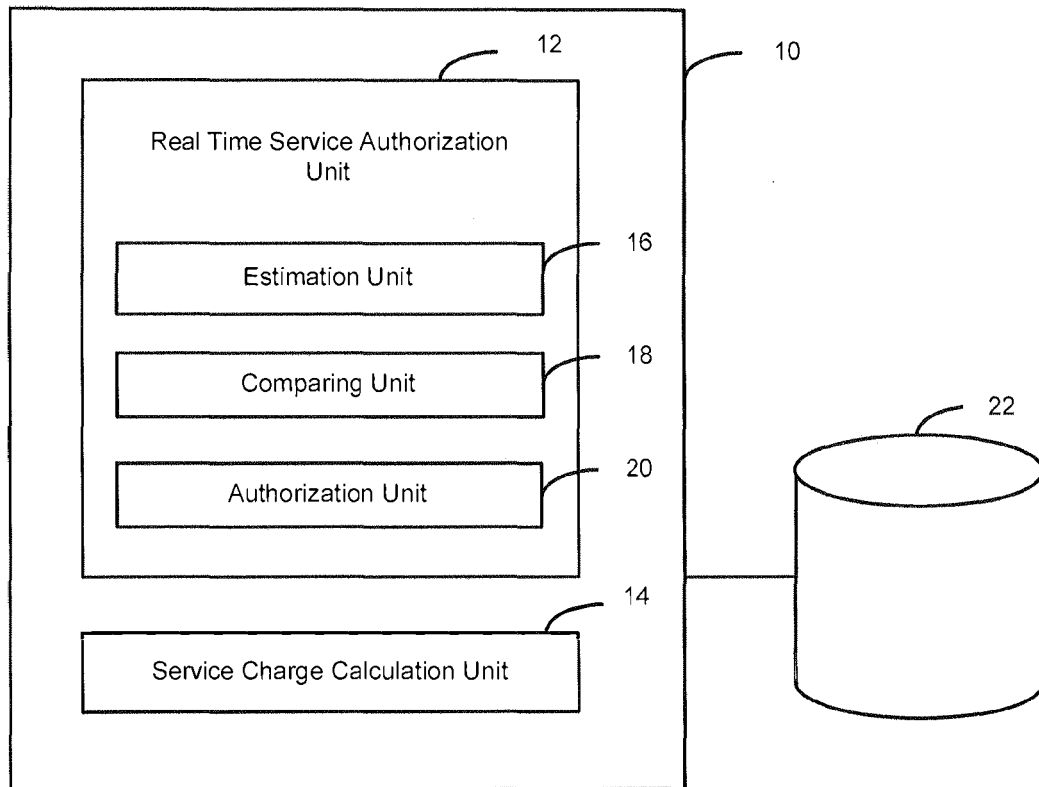 12
10
Real Time Service Authorization
Unit
16
Estimation Unit
18
Comparing Unit
22
20
Authorization Unit
14
Service Charge Calculation Unit